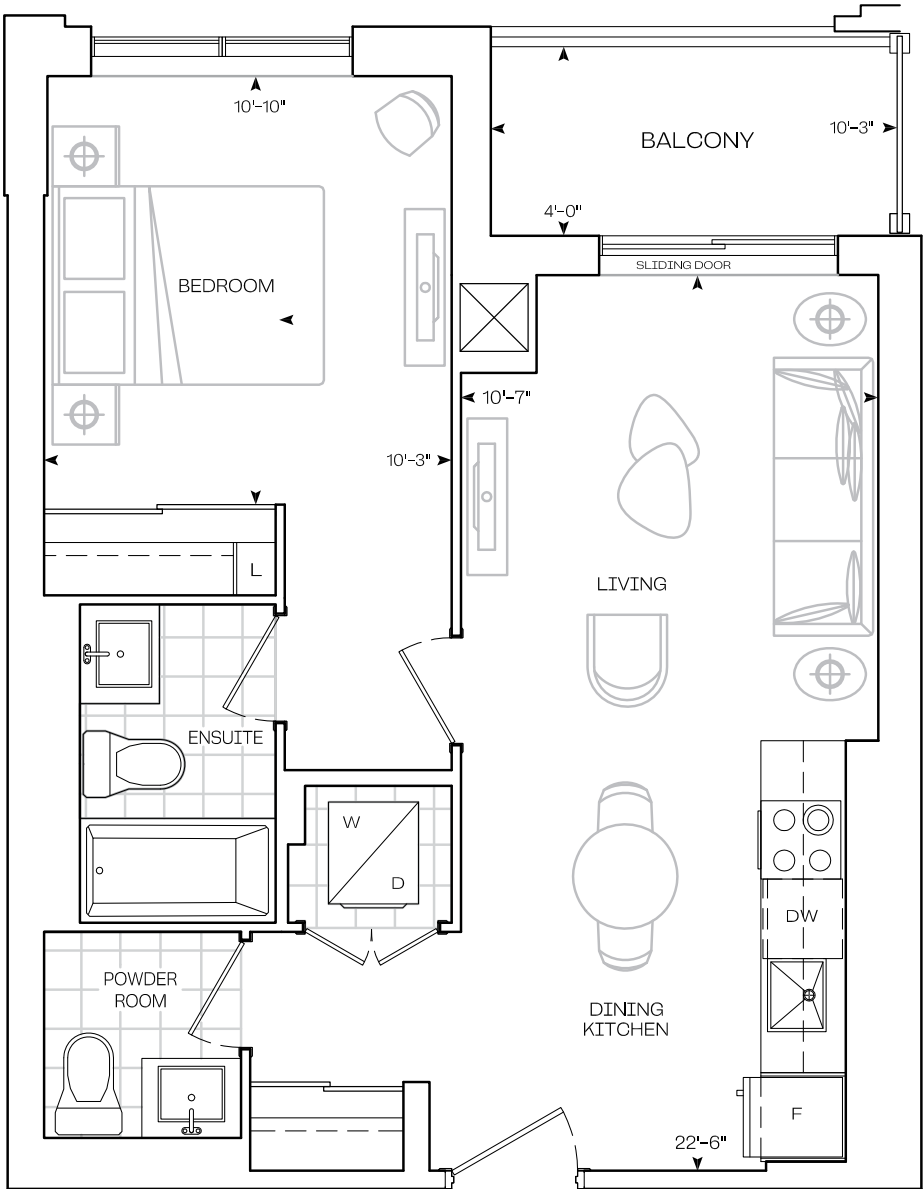 10'-10"
BALCONY
10'-3"
4'-0"
SLIDING DOOR
BEDROOM
10'-7"
10'-3"
L
LIVING
ENSUITE
W
D
DW
POWDER
ROOM
DINING
KITCHEN
F
22'-6"